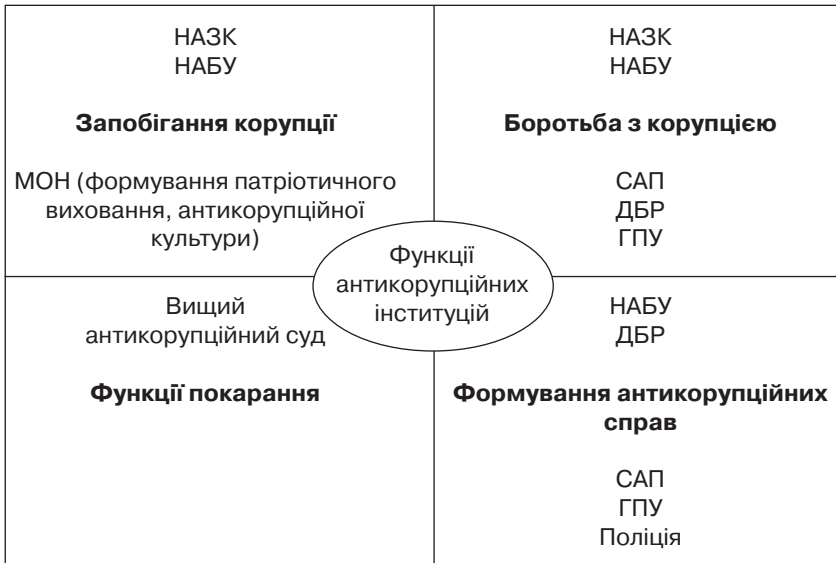 НАЗК
НАБУ
Запобігання корупції
МОН (формування патріотичного
виховання, антикорупційної
культури)
НАЗК
НАБУ
Боротьба з корупцією
САП
ДБР
ГПУ
Функції
антикорупційних
інституцій
Вищий
антикорупційний суд
Функції покарання
НАБУ
ДБР
Формування антикорупційних
справ
САП
ГПУ
Поліція